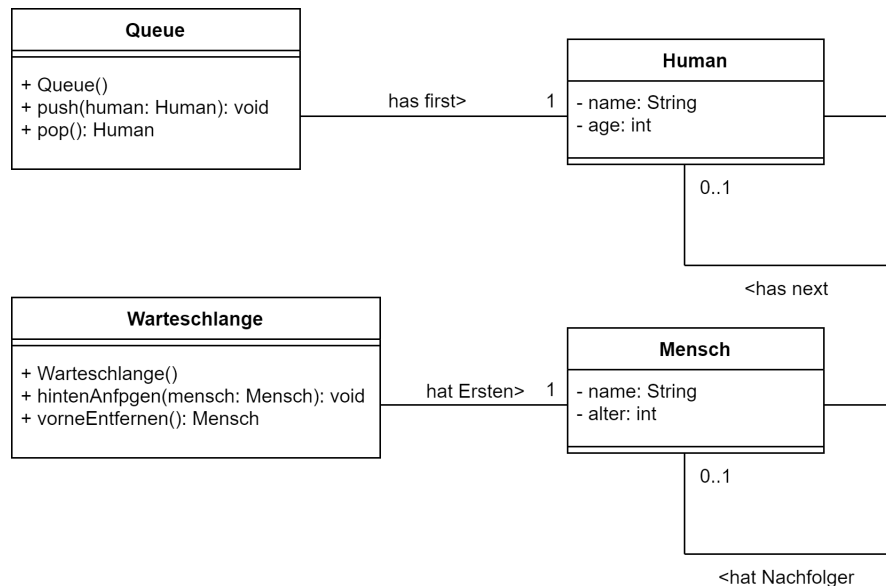 Queue
+ Queue()
+ push(human: Human): void
+ pop(): Human
has first>
1
Human
- name: String
- age: int
0..1
<has next
Warteschlange
+ Warteschlange()
+ hintenAnfpgen(mensch: Mensch): void
+ vorneEntfernen(): Mensch
hat Ersten>
1
Mensch
- name: String
- alter: int
0..1
<hat Nachfolger